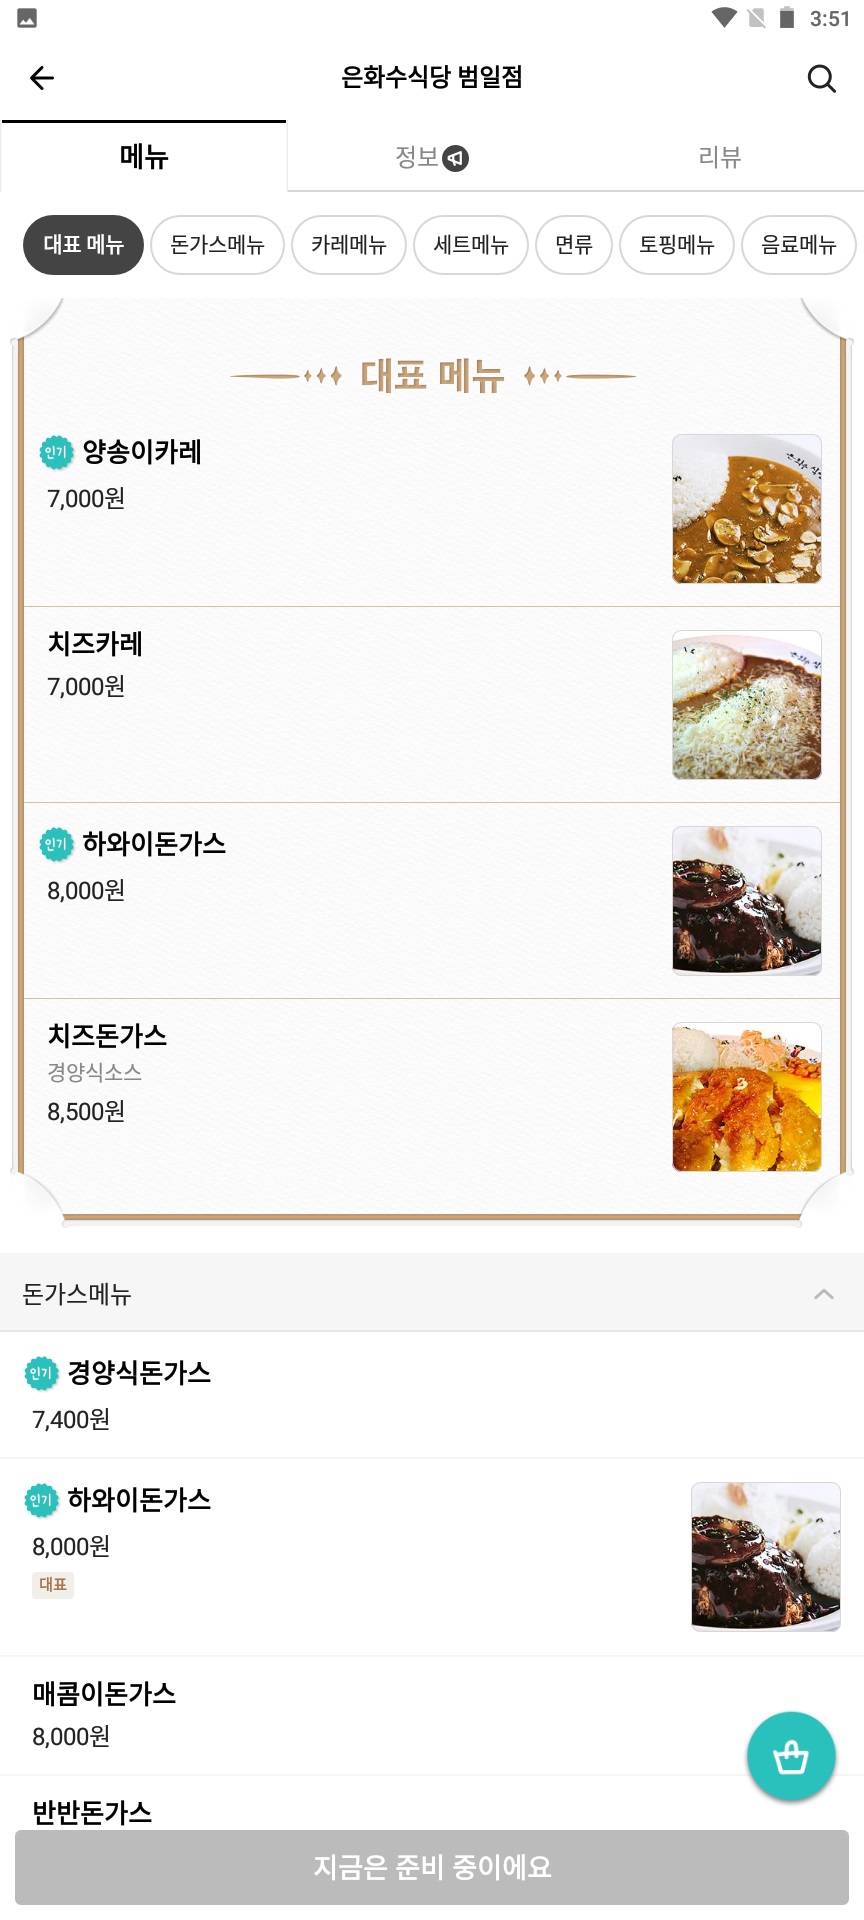 3:51
은화수식당 범일점
메뉴
정보
리뷰
대표 메뉴
돈가스메뉴
카레메뉴
세트메뉴
면류
토핑메뉴
음료메뉴
대표 메뉴
인기 양송이카레
7,000원
치즈카레
7,000원
인기 하와이돈가스
8,000원
치즈돈가스
경양식소스
8,500원
돈가스메뉴
인기 경양식돈가스
7,400원
인기 하와이돈가스
8,000원
대표
매콤이돈가스
8,000원
반반돈가스
지금은 준비 중이에요